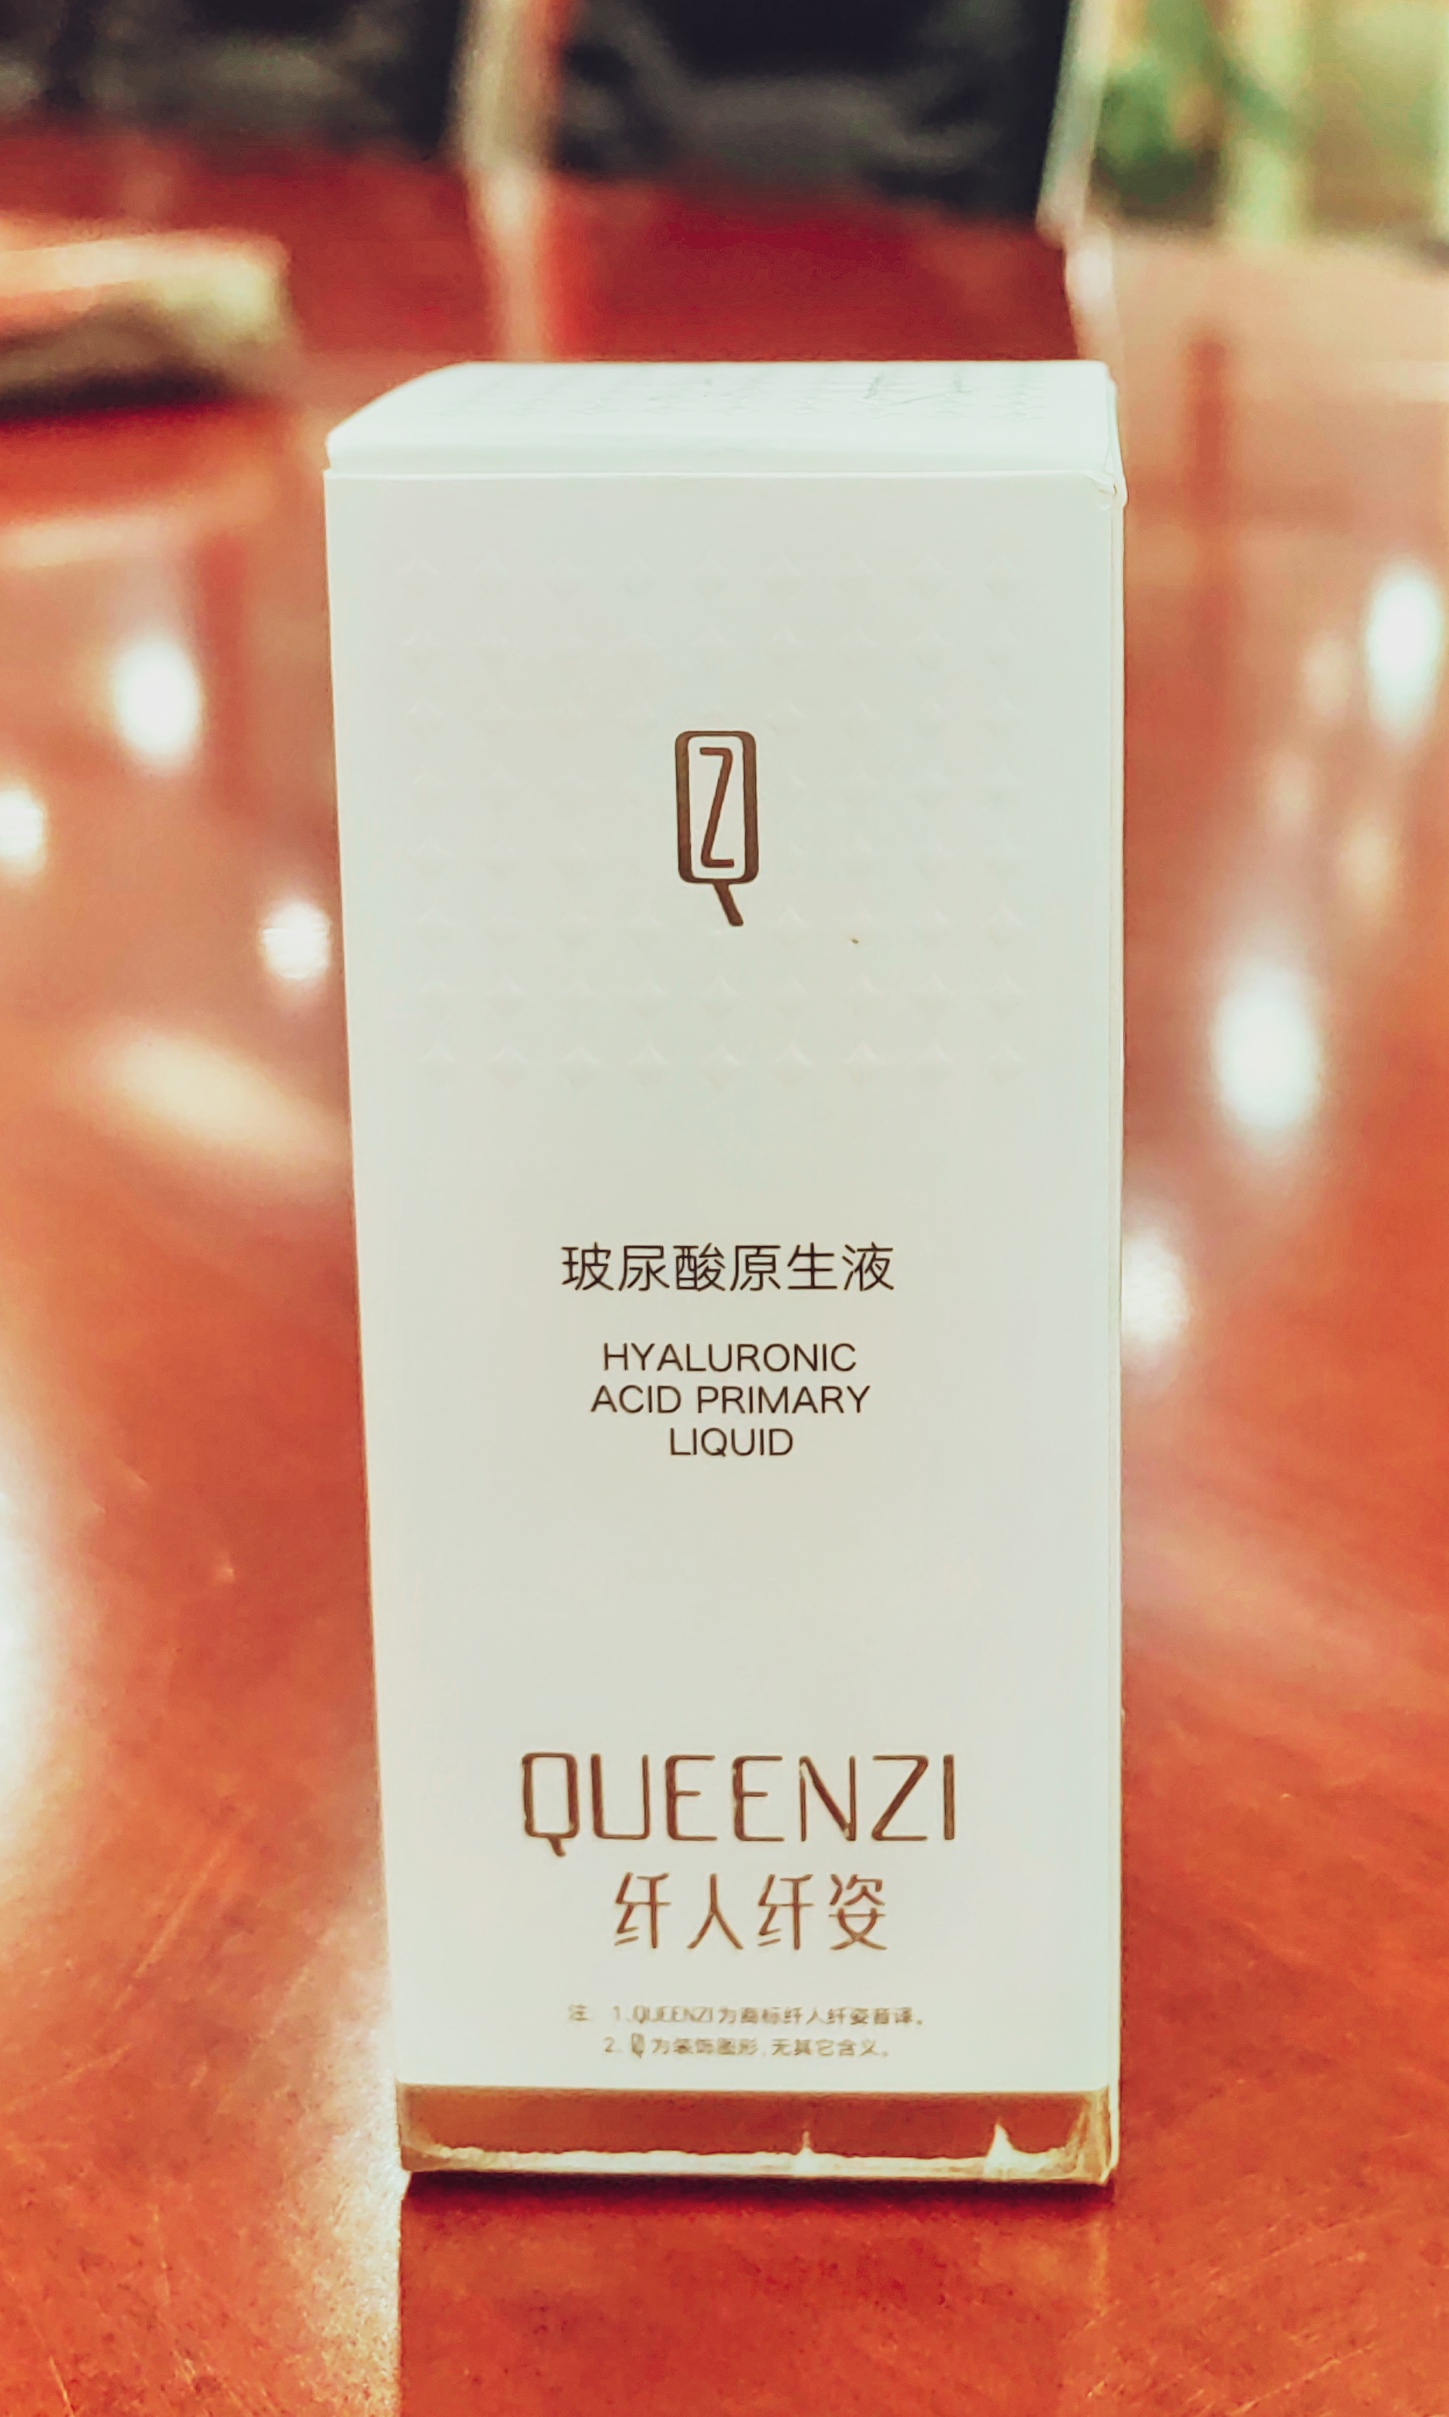 QZ
玻尿酸原生液
HYALURONIC
ACID PRIMARY
LIQUID
QUEENZI
纤人纤姿
注 1.QUEENZI为商标纤人纤姿音译。
2. 为装饰图形,无其它含义。